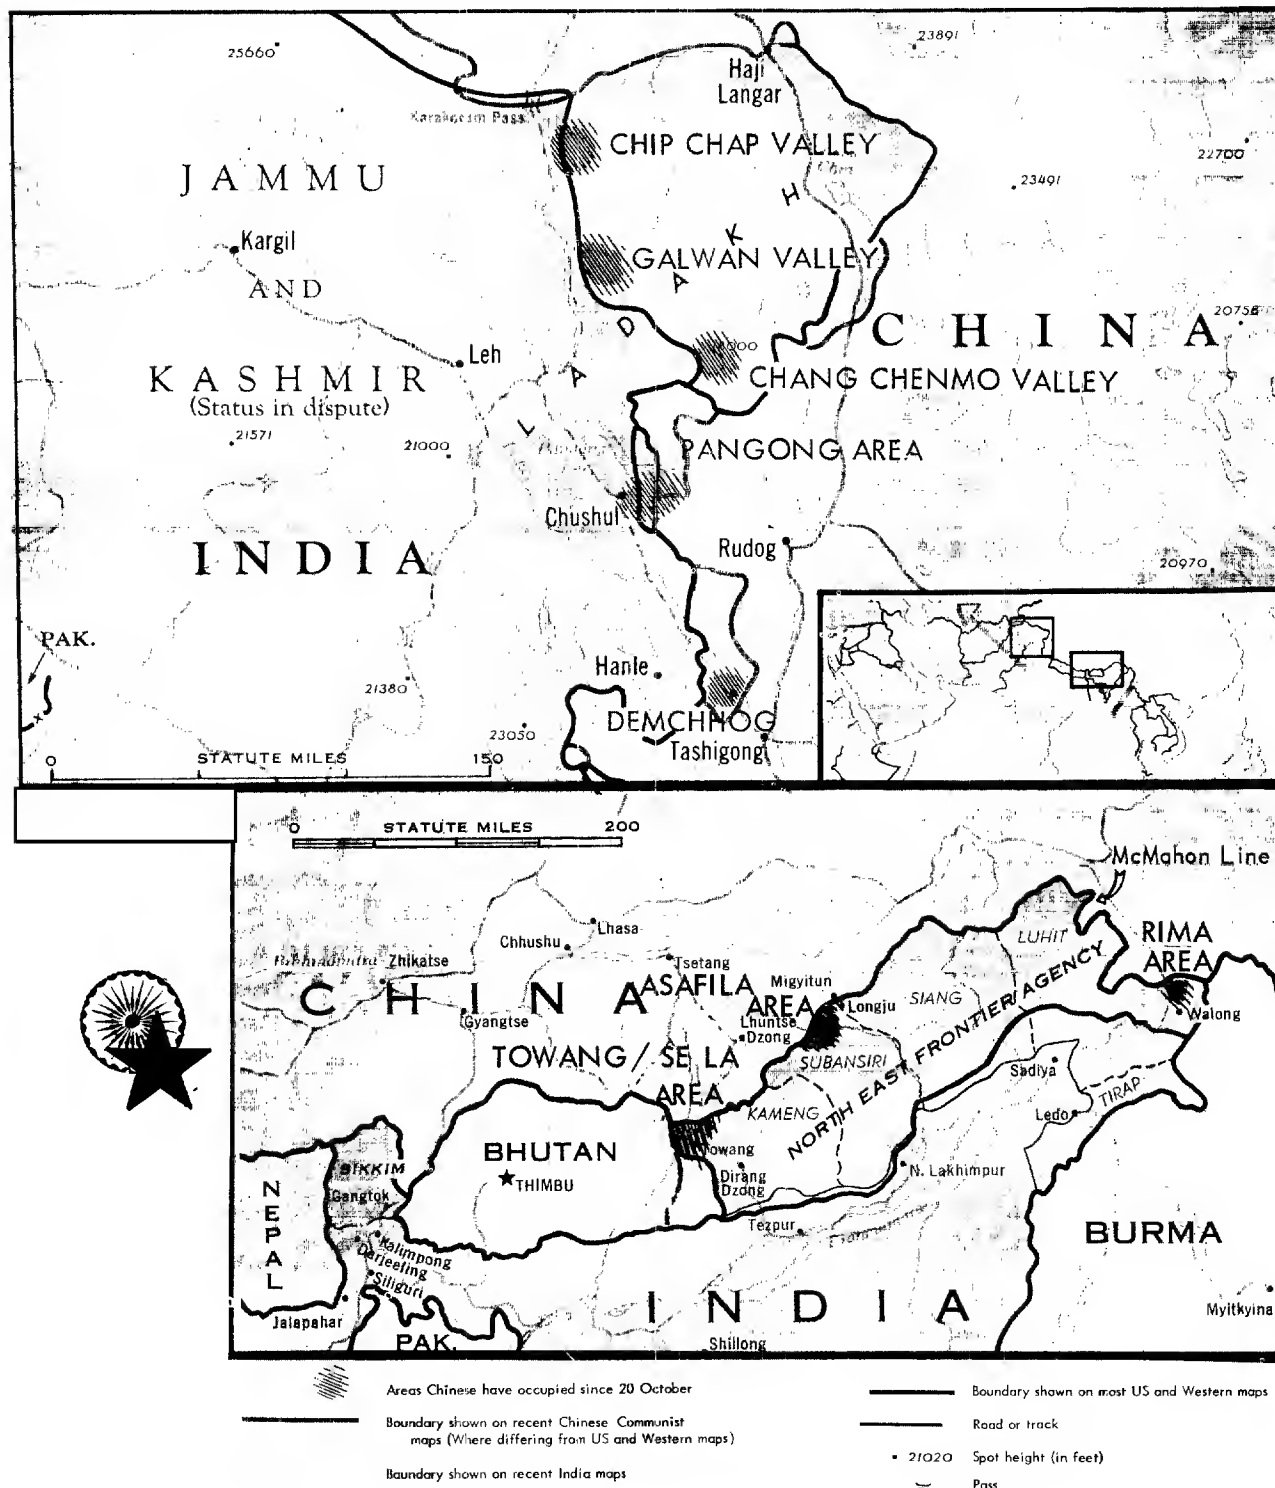 25660
23891
Haji
Langar
Karakoram Pass
CHIP CHAP VALLEY
22700
JAMMU
23491
Kargil
GALWAN VALLEY
AND
LADAKH
20758
CHINA
Leh
KASHMIR
(Status in dispute)
CHANG CHENMO VALLEY
21571
21000
PANGONG AREA
Chushul
INDIA
Rudog
20970
PAK.
Hanle
21380
DEMCHHOG
23050
Tashigong
0 STATUTE MILES 150
0 STATUTE MILES 200
McMahon Line
Lhasa
Chhushu
LUHIT
RIMA
AREA
Brahmaputra
Zhikatse
Tsetang
ASAFILA
AREA
Migyitun
CHINA
Longju
SIANG
Gyangtse
Lhuntse
Dzong
Walong
TOWANG/SE LA
AREA
SUBANSIRI
NORTH EAST FRONTIER AGENCY
Sadiya
TIRAP
KAMENG
Ledo
BHUTAN
Towang
SIKKIM
THIMBU
Dirang
Dzong
N. Lakhimpur
NEPAL
Gangtok
Tezpur
BURMA
Kalimpong
Darjeeling
Siliguri
INDIA
Jalapahar
Myitkyina
PAK.
Shillong
Areas Chinese have occupied since 20 October
Boundary shown on recent Chinese Communist
maps (Where differing from US and Western maps)
Boundary shown on recent India maps
Boundary shown on most US and Western maps
Road or track
21020 Spot height (in feet)
Pass